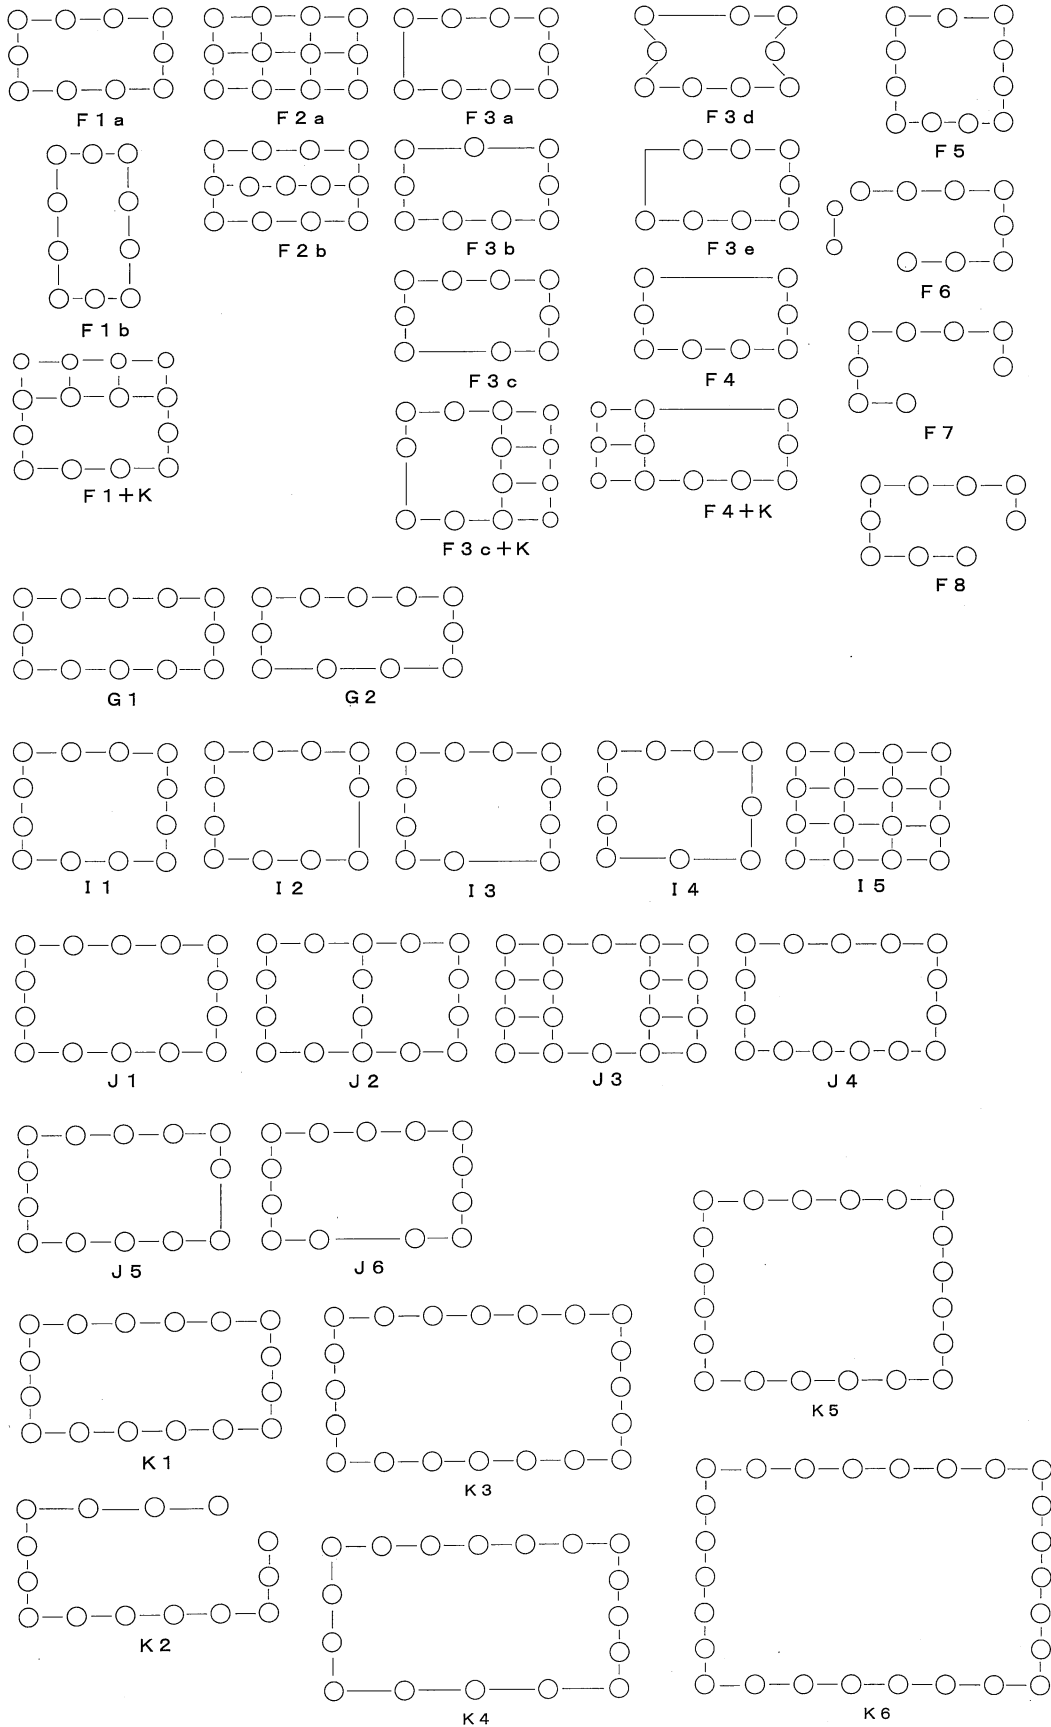 F1a F2a F3a F3d
F5
F1b F2b F3b F3e
F6
F3c F4
F7
F1+K F3c+K F4+K
F8
G1 G2
I1 I2 I3 I4 I5
J1 J2 J3 J4
J5 J6
K5
K1 K3
K2 K4 K6